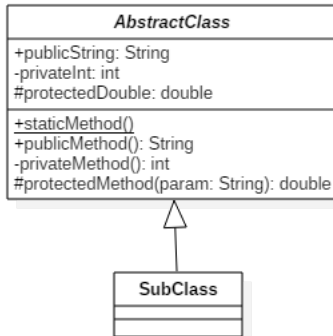 AbstractClass
+publicString: String
-privateInt: int
#protectedDouble: double
+staticMethod()
+publicMethod(): String
-privateMethod(): int
#protectedMethod(param: String): double
SubClass